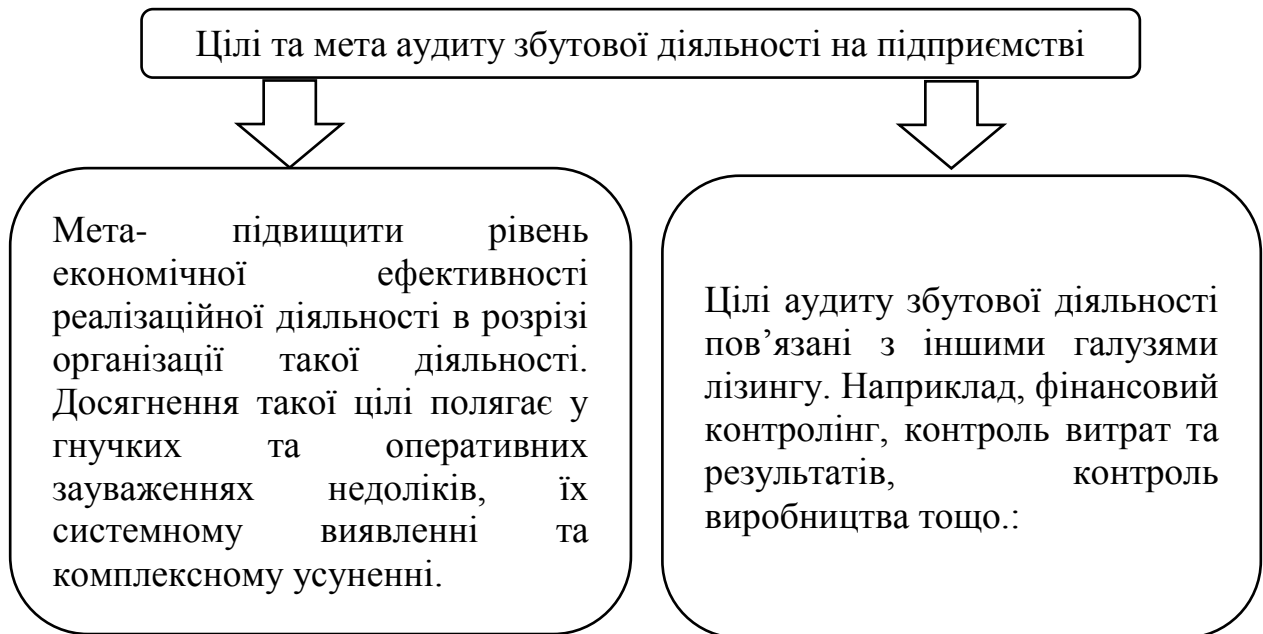 Цілі та мета аудиту збутової діяльності на підприємстві
Мета- підвищити рівень
економічної ефективності
реалізаційної діяльності в розрізі
організації такої діяльності.
Досягнення такої цілі полягає у
гнучких та оперативних
зауваженнях недоліків, їх
системному виявленні та
комплексному усуненні.
Цілі аудиту збутової діяльності
пов’язані з іншими галузями
лізингу. Наприклад, фінансовий
контролінг, контроль витрат та
результатів, контроль
виробництва тощо.: